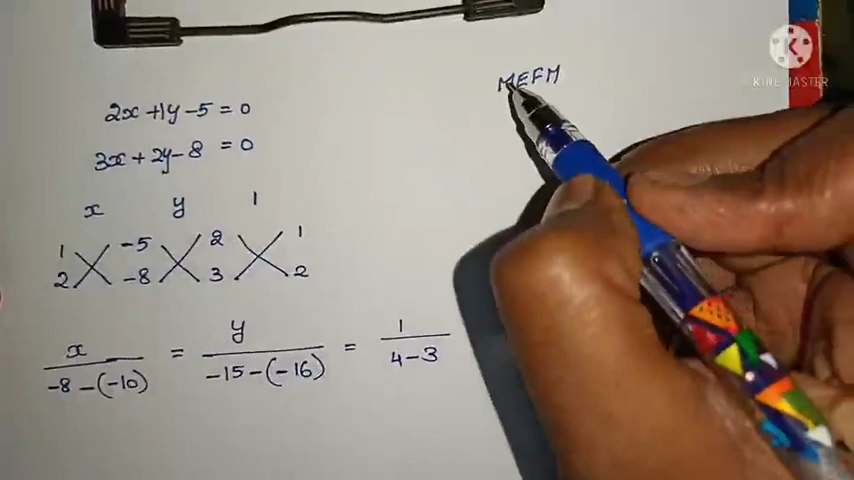 MEFM
KINEMASTER
2x+1y-5=0
3x+2y-8=0
x y 1
1 -5 2 1
2 -8 3 2
x/-8-(-10) = y/-15-(-16) = 1/4-3